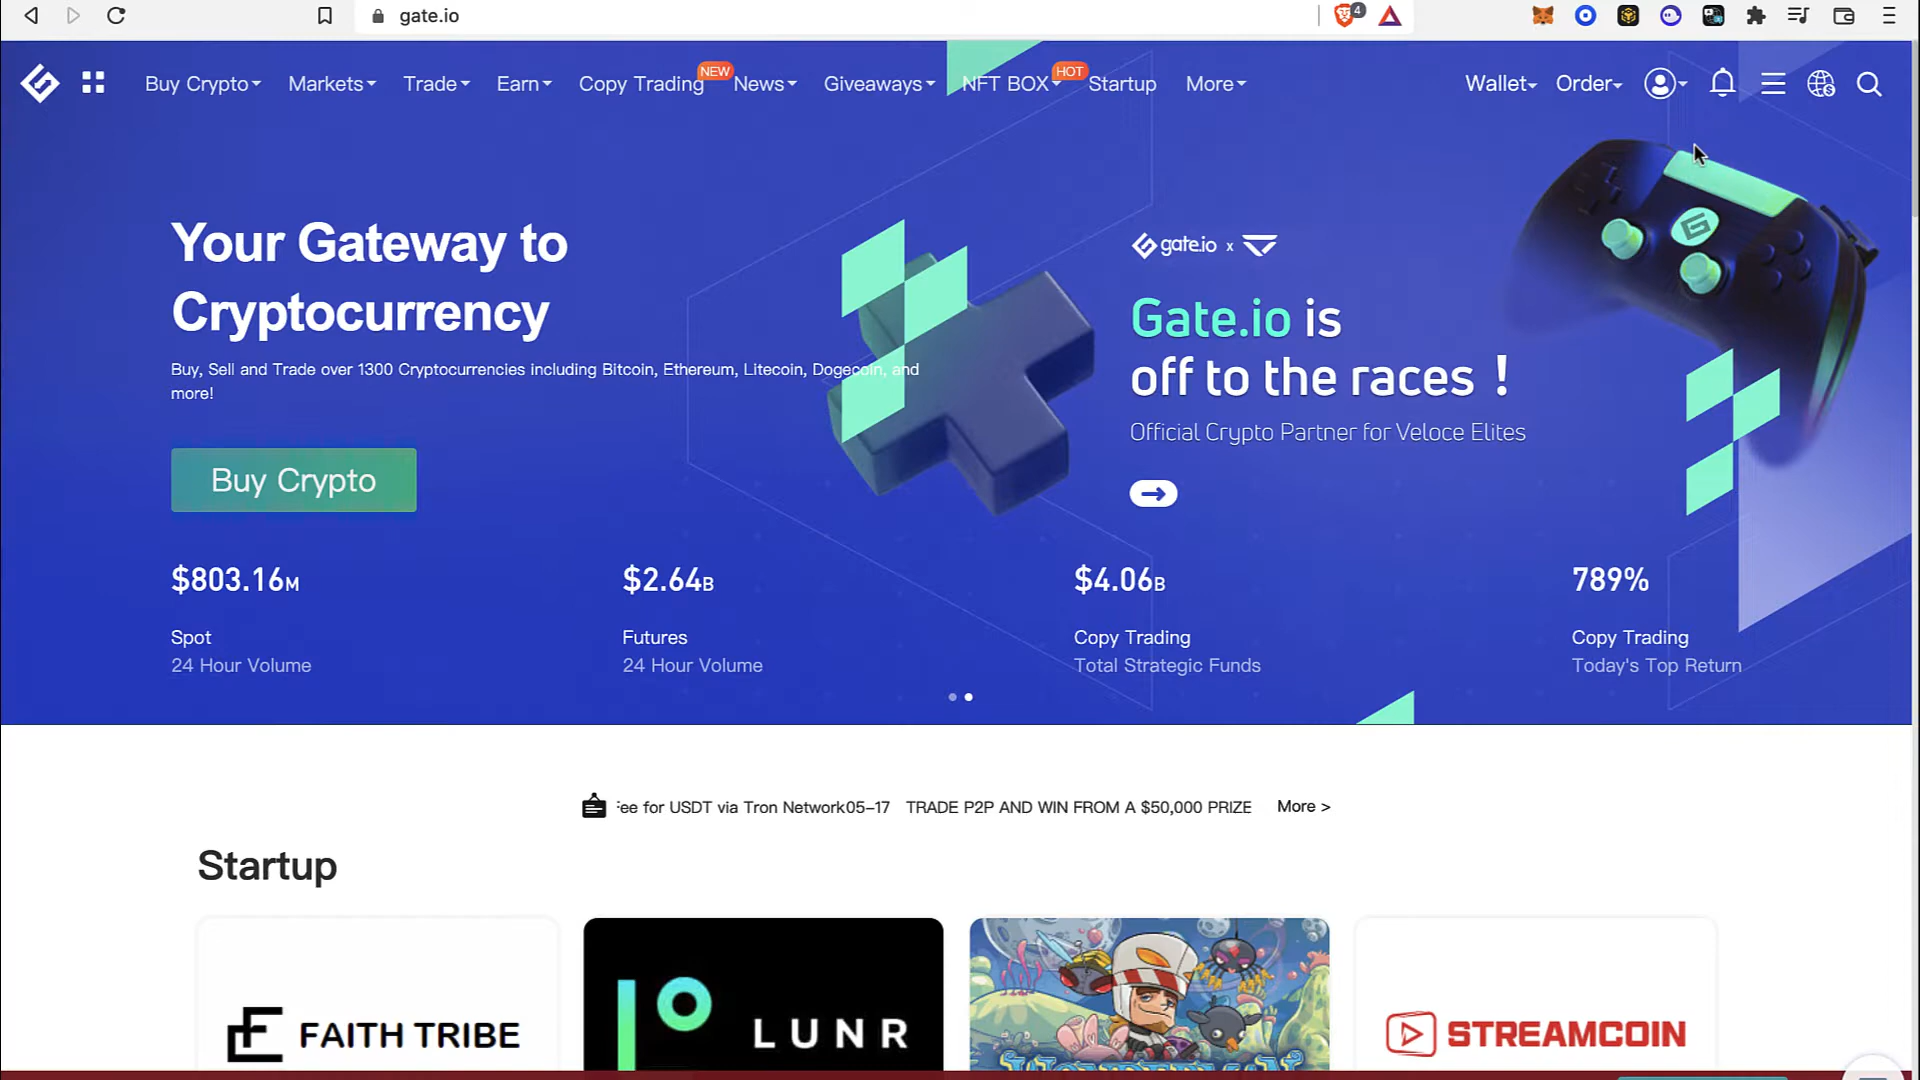 gate.io
4
Buy Crypto
Markets
Trade
Earn
Copy Trading
NEW
News
Giveaways
NFT BOX
HOT
Startup
More
Wallet
Order
Your Gateway to
Cryptocurrency
Buy, Sell and Trade over 1300 Cryptocurrencies including Bitcoin, Ethereum, Litecoin, Dogecoin, and
more!
Buy Crypto
gate.io x
Gate.io is
off to the races !
Official Crypto Partner for Veloce Elites
$803.16M
Spot
24 Hour Volume
$2.64B
Futures
24 Hour Volume
$4.06B
Copy Trading
Total Strategic Funds
789%
Copy Trading
Today's Top Return
for USDT via Tron Network05-17
TRADE P2P AND WIN FROM A $50,000 PRIZE
More >
Startup
FAITH TRIBE
LUNR
STREAMCOIN